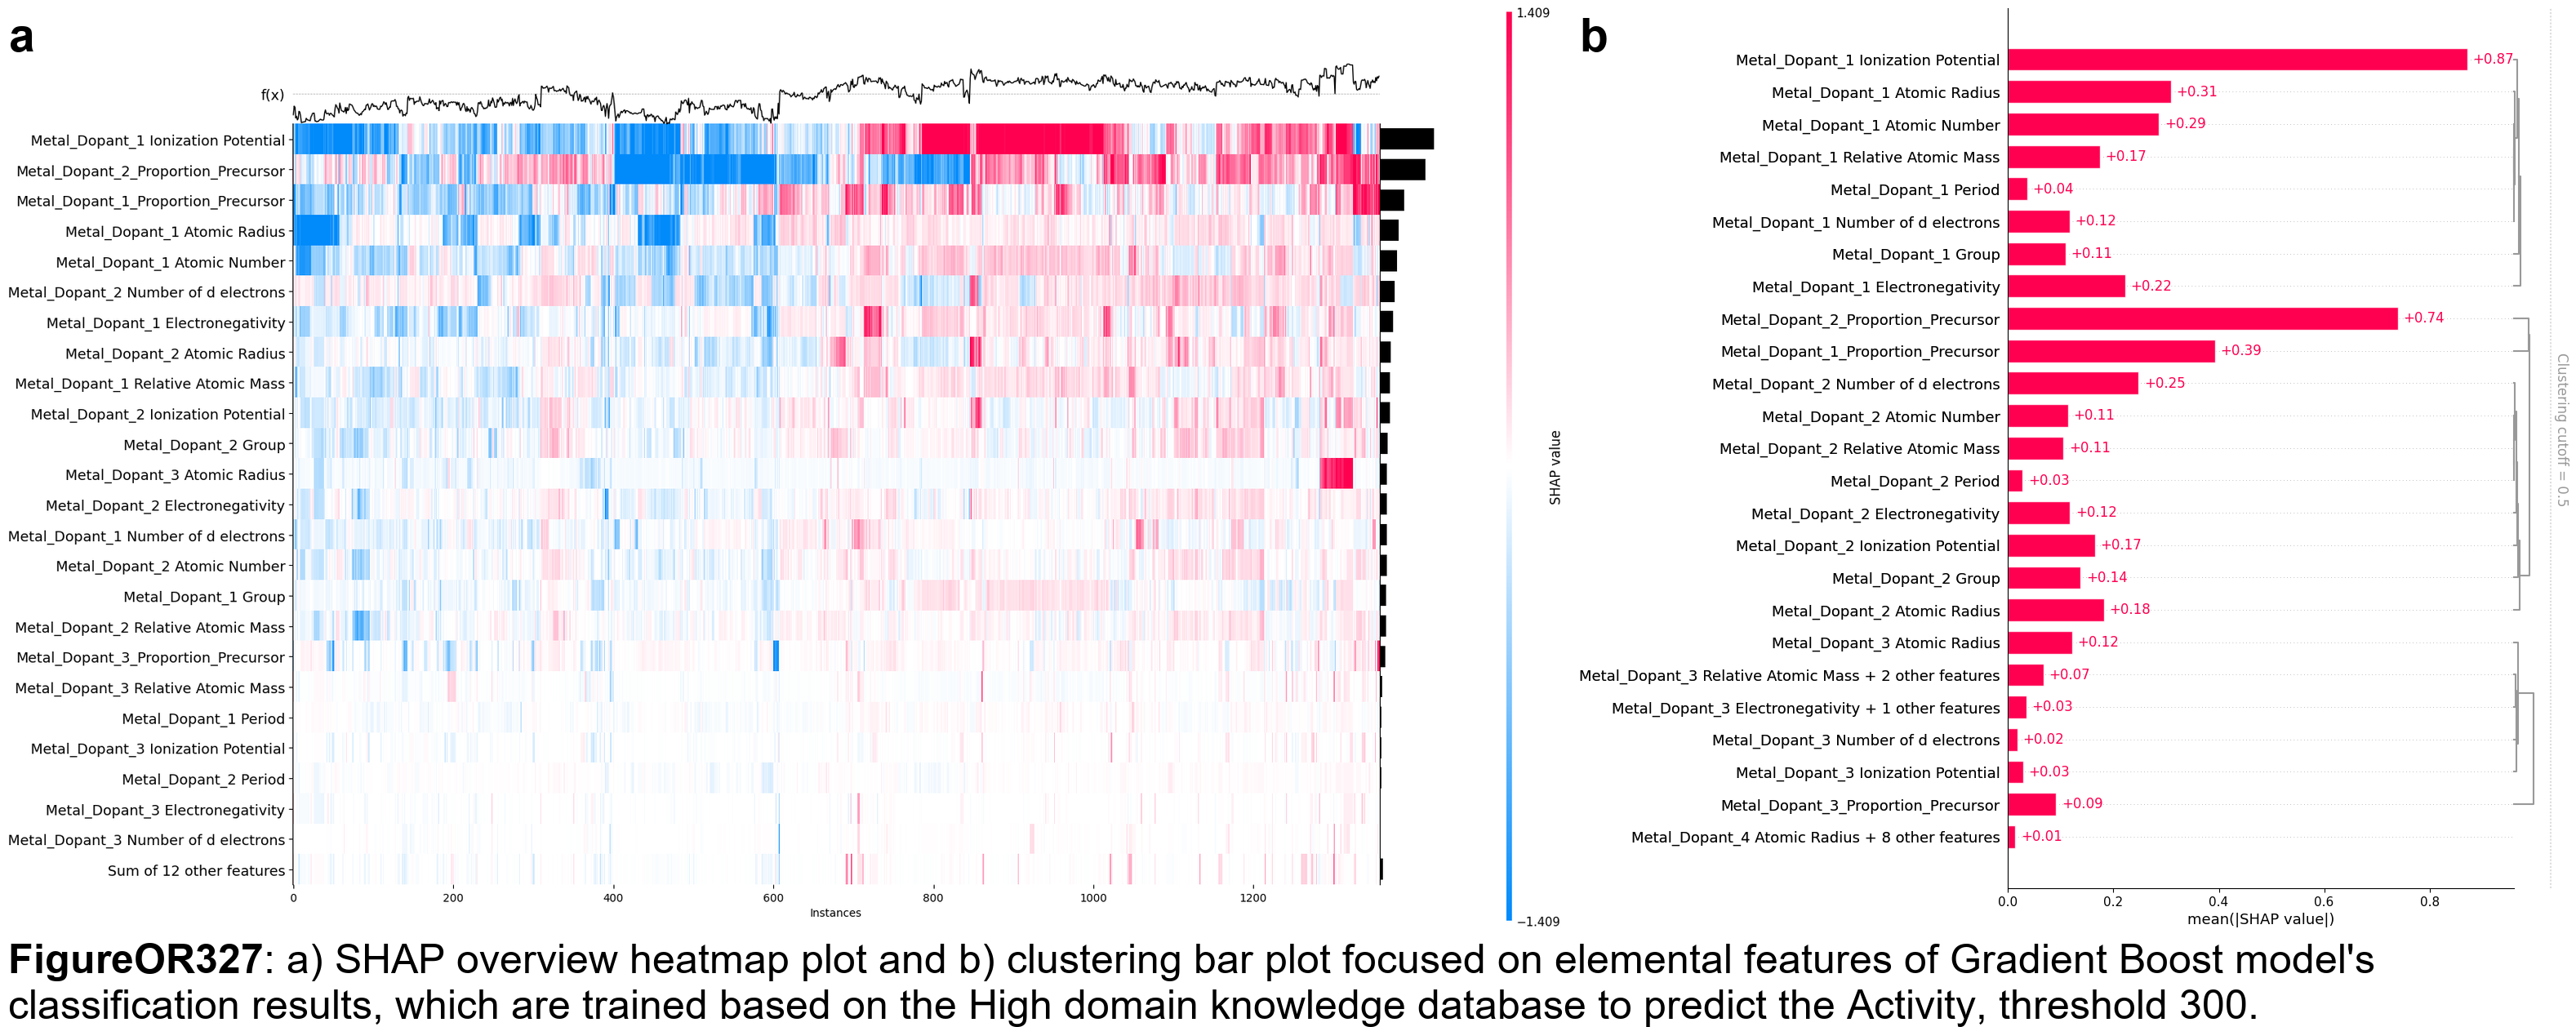 a
1.409
f(x)
Metal_Dopant_1 Ionization Potential
Metal_Dopant_2_Proportion_Precursor
Metal_Dopant_1_Proportion_Precursor
Metal_Dopant_1 Atomic Radius
Metal_Dopant_1 Atomic Number
Metal_Dopant_2 Number of d electrons
Metal_Dopant_1 Electronegativity
Metal_Dopant_2 Atomic Radius
Metal_Dopant_1 Relative Atomic Mass
Metal_Dopant_2 Ionization Potential
Metal_Dopant_2 Group
Metal_Dopant_3 Atomic Radius
Metal_Dopant_2 Electronegativity
Metal_Dopant_1 Number of d electrons
Metal_Dopant_2 Atomic Number
Metal_Dopant_1 Group
Metal_Dopant_2 Relative Atomic Mass
Metal_Dopant_3_Proportion_Precursor
Metal_Dopant_3 Relative Atomic Mass
Metal_Dopant_1 Period
Metal_Dopant_3 Ionization Potential
Metal_Dopant_2 Period
Metal_Dopant_3 Electronegativity
Metal_Dopant_3 Number of d electrons
Sum of 12 other features
0 200 400 600 800 1000 1200
Instances
SHAP value
−1.409
b
Metal_Dopant_1 Ionization Potential +0.87
Metal_Dopant_1 Atomic Radius +0.31
Metal_Dopant_1 Atomic Number +0.29
Metal_Dopant_1 Relative Atomic Mass +0.17
Metal_Dopant_1 Period +0.04
Metal_Dopant_1 Number of d electrons +0.12
Metal_Dopant_1 Group +0.11
Metal_Dopant_1 Electronegativity +0.22
Metal_Dopant_2_Proportion_Precursor +0.74
Metal_Dopant_1_Proportion_Precursor +0.39
Metal_Dopant_2 Number of d electrons +0.25
Metal_Dopant_2 Atomic Number +0.11
Metal_Dopant_2 Relative Atomic Mass +0.11
Metal_Dopant_2 Period +0.03
Metal_Dopant_2 Electronegativity +0.12
Metal_Dopant_2 Ionization Potential +0.17
Metal_Dopant_2 Group +0.14
Metal_Dopant_2 Atomic Radius +0.18
Metal_Dopant_3 Atomic Radius +0.12
Metal_Dopant_3 Relative Atomic Mass + 2 other features +0.07
Metal_Dopant_3 Electronegativity + 1 other features +0.03
Metal_Dopant_3 Number of d electrons +0.02
Metal_Dopant_3 Ionization Potential +0.03
Metal_Dopant_3_Proportion_Precursor +0.09
Metal_Dopant_4 Atomic Radius + 8 other features +0.01
0.0 0.2 0.4 0.6 0.8
mean(|SHAP value|)
Clustering cutoff = 0.5
FigureOR327: a) SHAP overview heatmap plot and b) clustering bar plot focused on elemental features of Gradient Boost model's
classification results, which are trained based on the High domain knowledge database to predict the Activity, threshold 300.